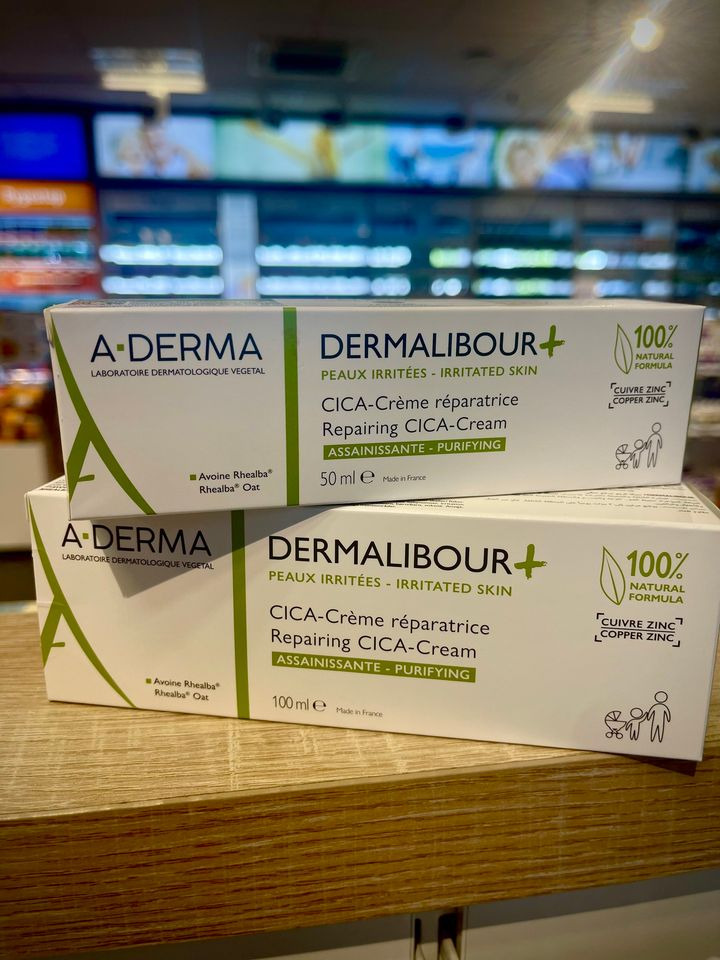 A·DERMA
LABORATOIRE DERMATOLOGIQUE VEGETAL
Avoine Rhealba®
Rhealba® Oat
DERMALIBOUR+
PEAUX IRRITÉES - IRRITATED SKIN
CICA-Crème réparatrice
Repairing CICA-Cream
ASSAINISSANTE - PURIFYING
50 ml ℮ Made in France
100%
NATURAL
FORMULA
CUIVRE ZINC
COPPER ZINC
A·DERMA
LABORATOIRE DERMATOLOGIQUE VEGETAL
Avoine Rhealba®
Rhealba® Oat
DERMALIBOUR+
PEAUX IRRITÉES - IRRITATED SKIN
CICA-Crème réparatrice
Repairing CICA-Cream
ASSAINISSANTE - PURIFYING
100 ml ℮ Made in France
100%
NATURAL
FORMULA
CUIVRE ZINC
COPPER ZINC